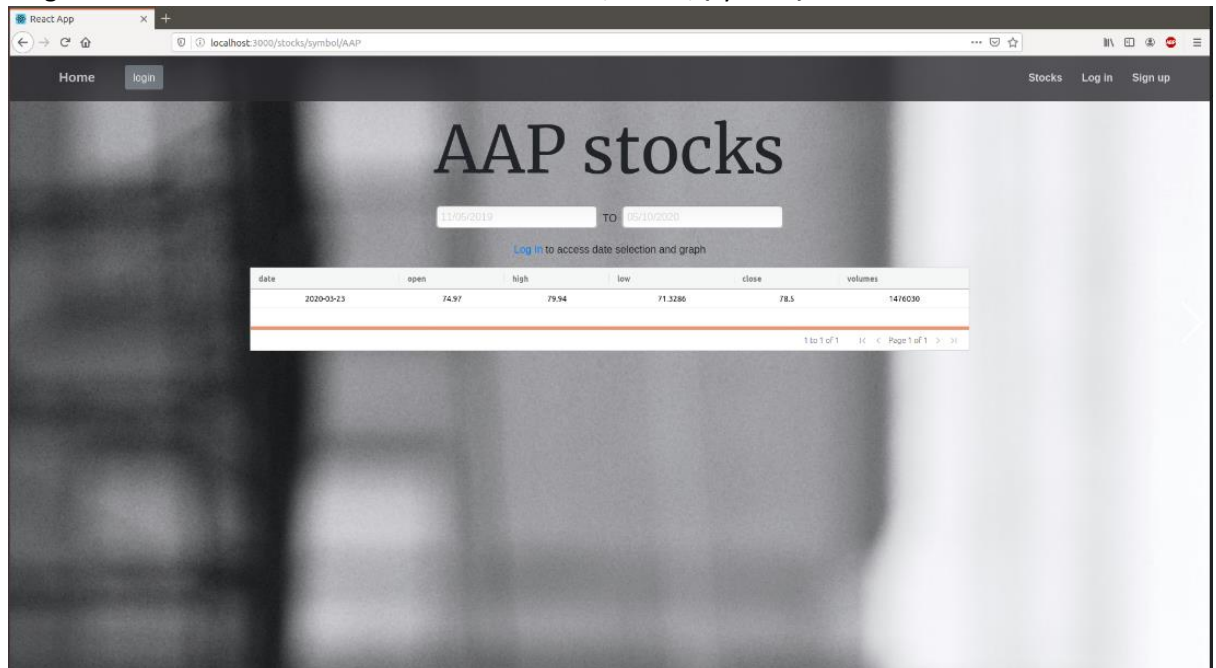 React App
localhost:3000/stocks/symbol/AAP
Home login Stocks Log in Sign up
AAP stocks
11/05/2019 TO 05/10/2020
Log in to access date selection and graph
date open high low close volumes
2020-03-23 74.97 79.94 71.3286 78.5 1476030
1 to 1 of 1 Page 1 of 1